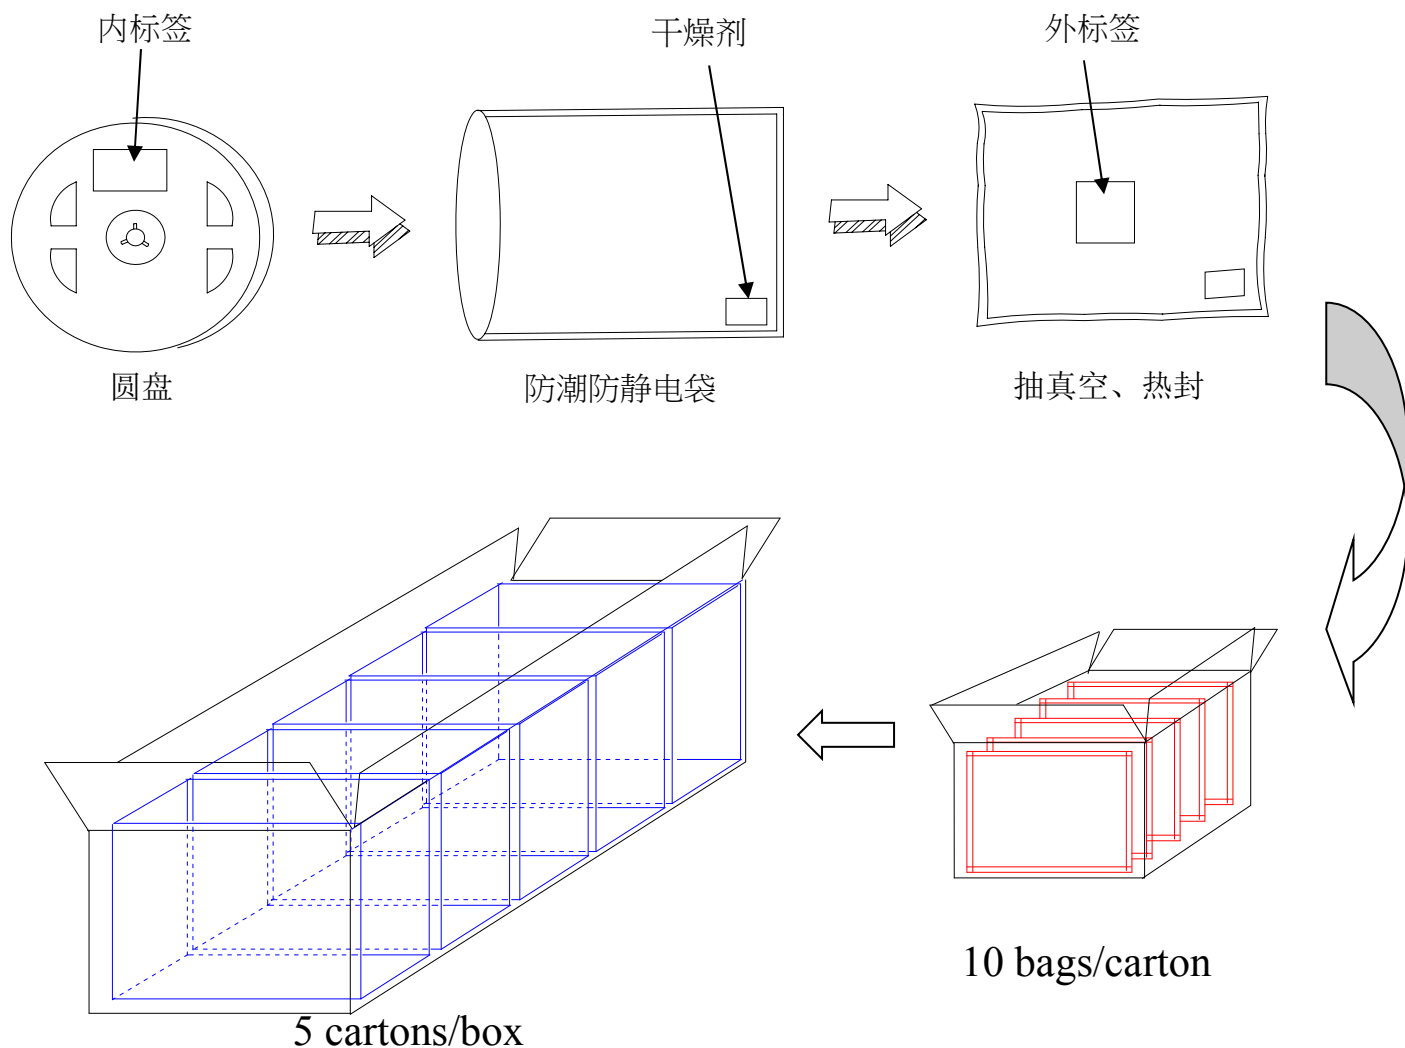 内标签
干燥剂
外标签
圆盘
防潮防静电袋
抽真空、热封
10 bags/carton
5 cartons/box